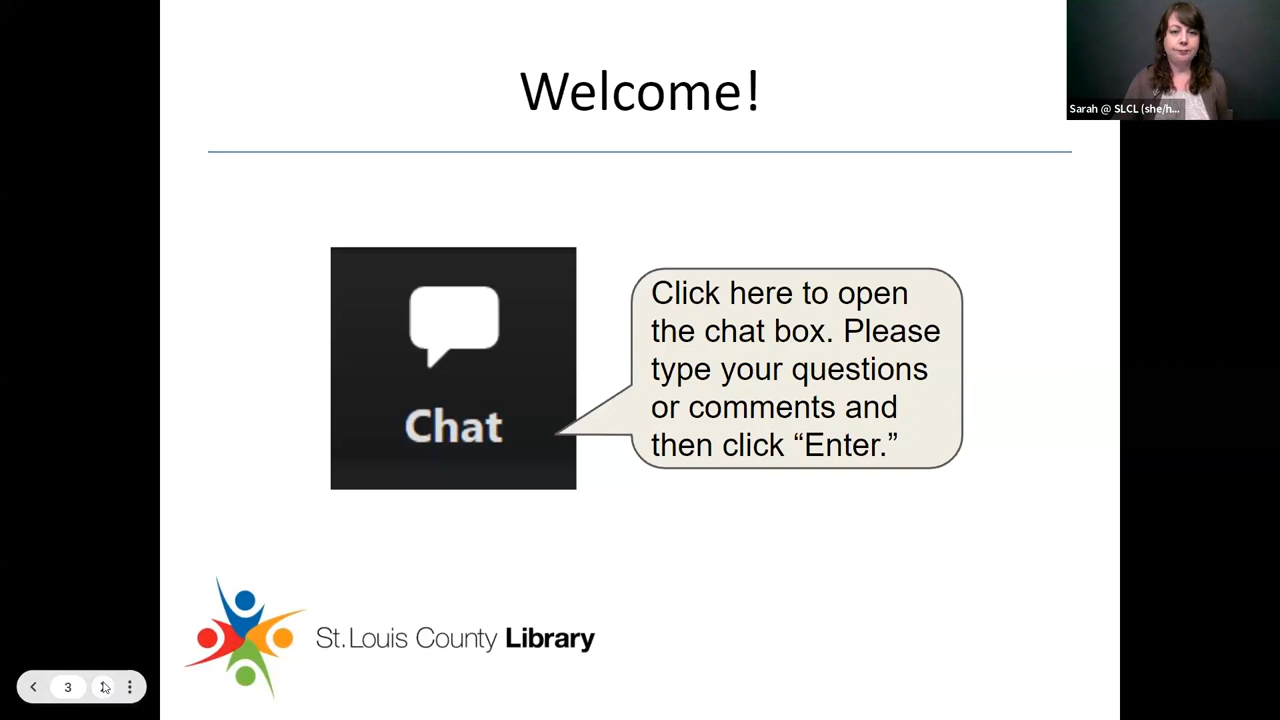 Welcome!
Sarah @ SLCL (she/h...
Click here to open
the chat box. Please
type your questions
or comments and
then click “Enter.”
Chat
St. Louis County Library
3